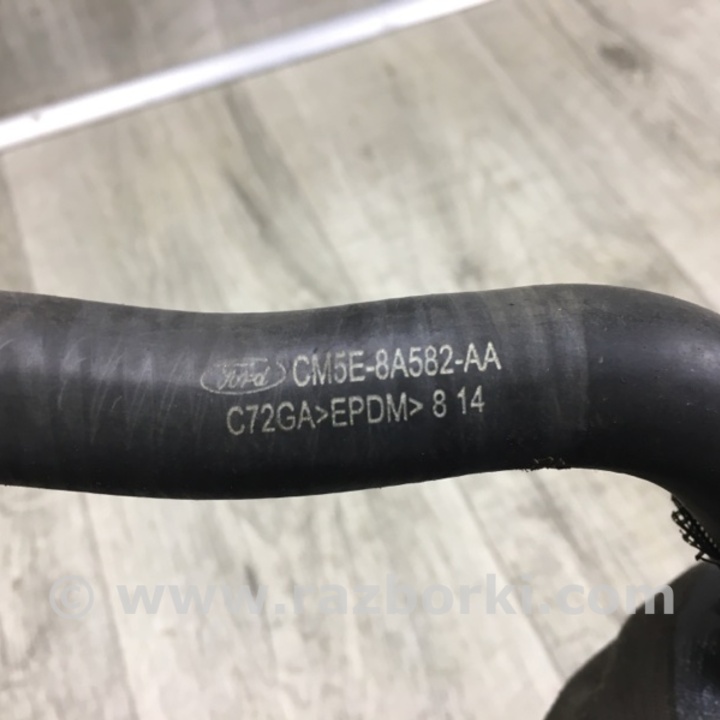 Ford CM5E-8A582-AA
C72GA>EPDM> 8 14
© www.razborki.com